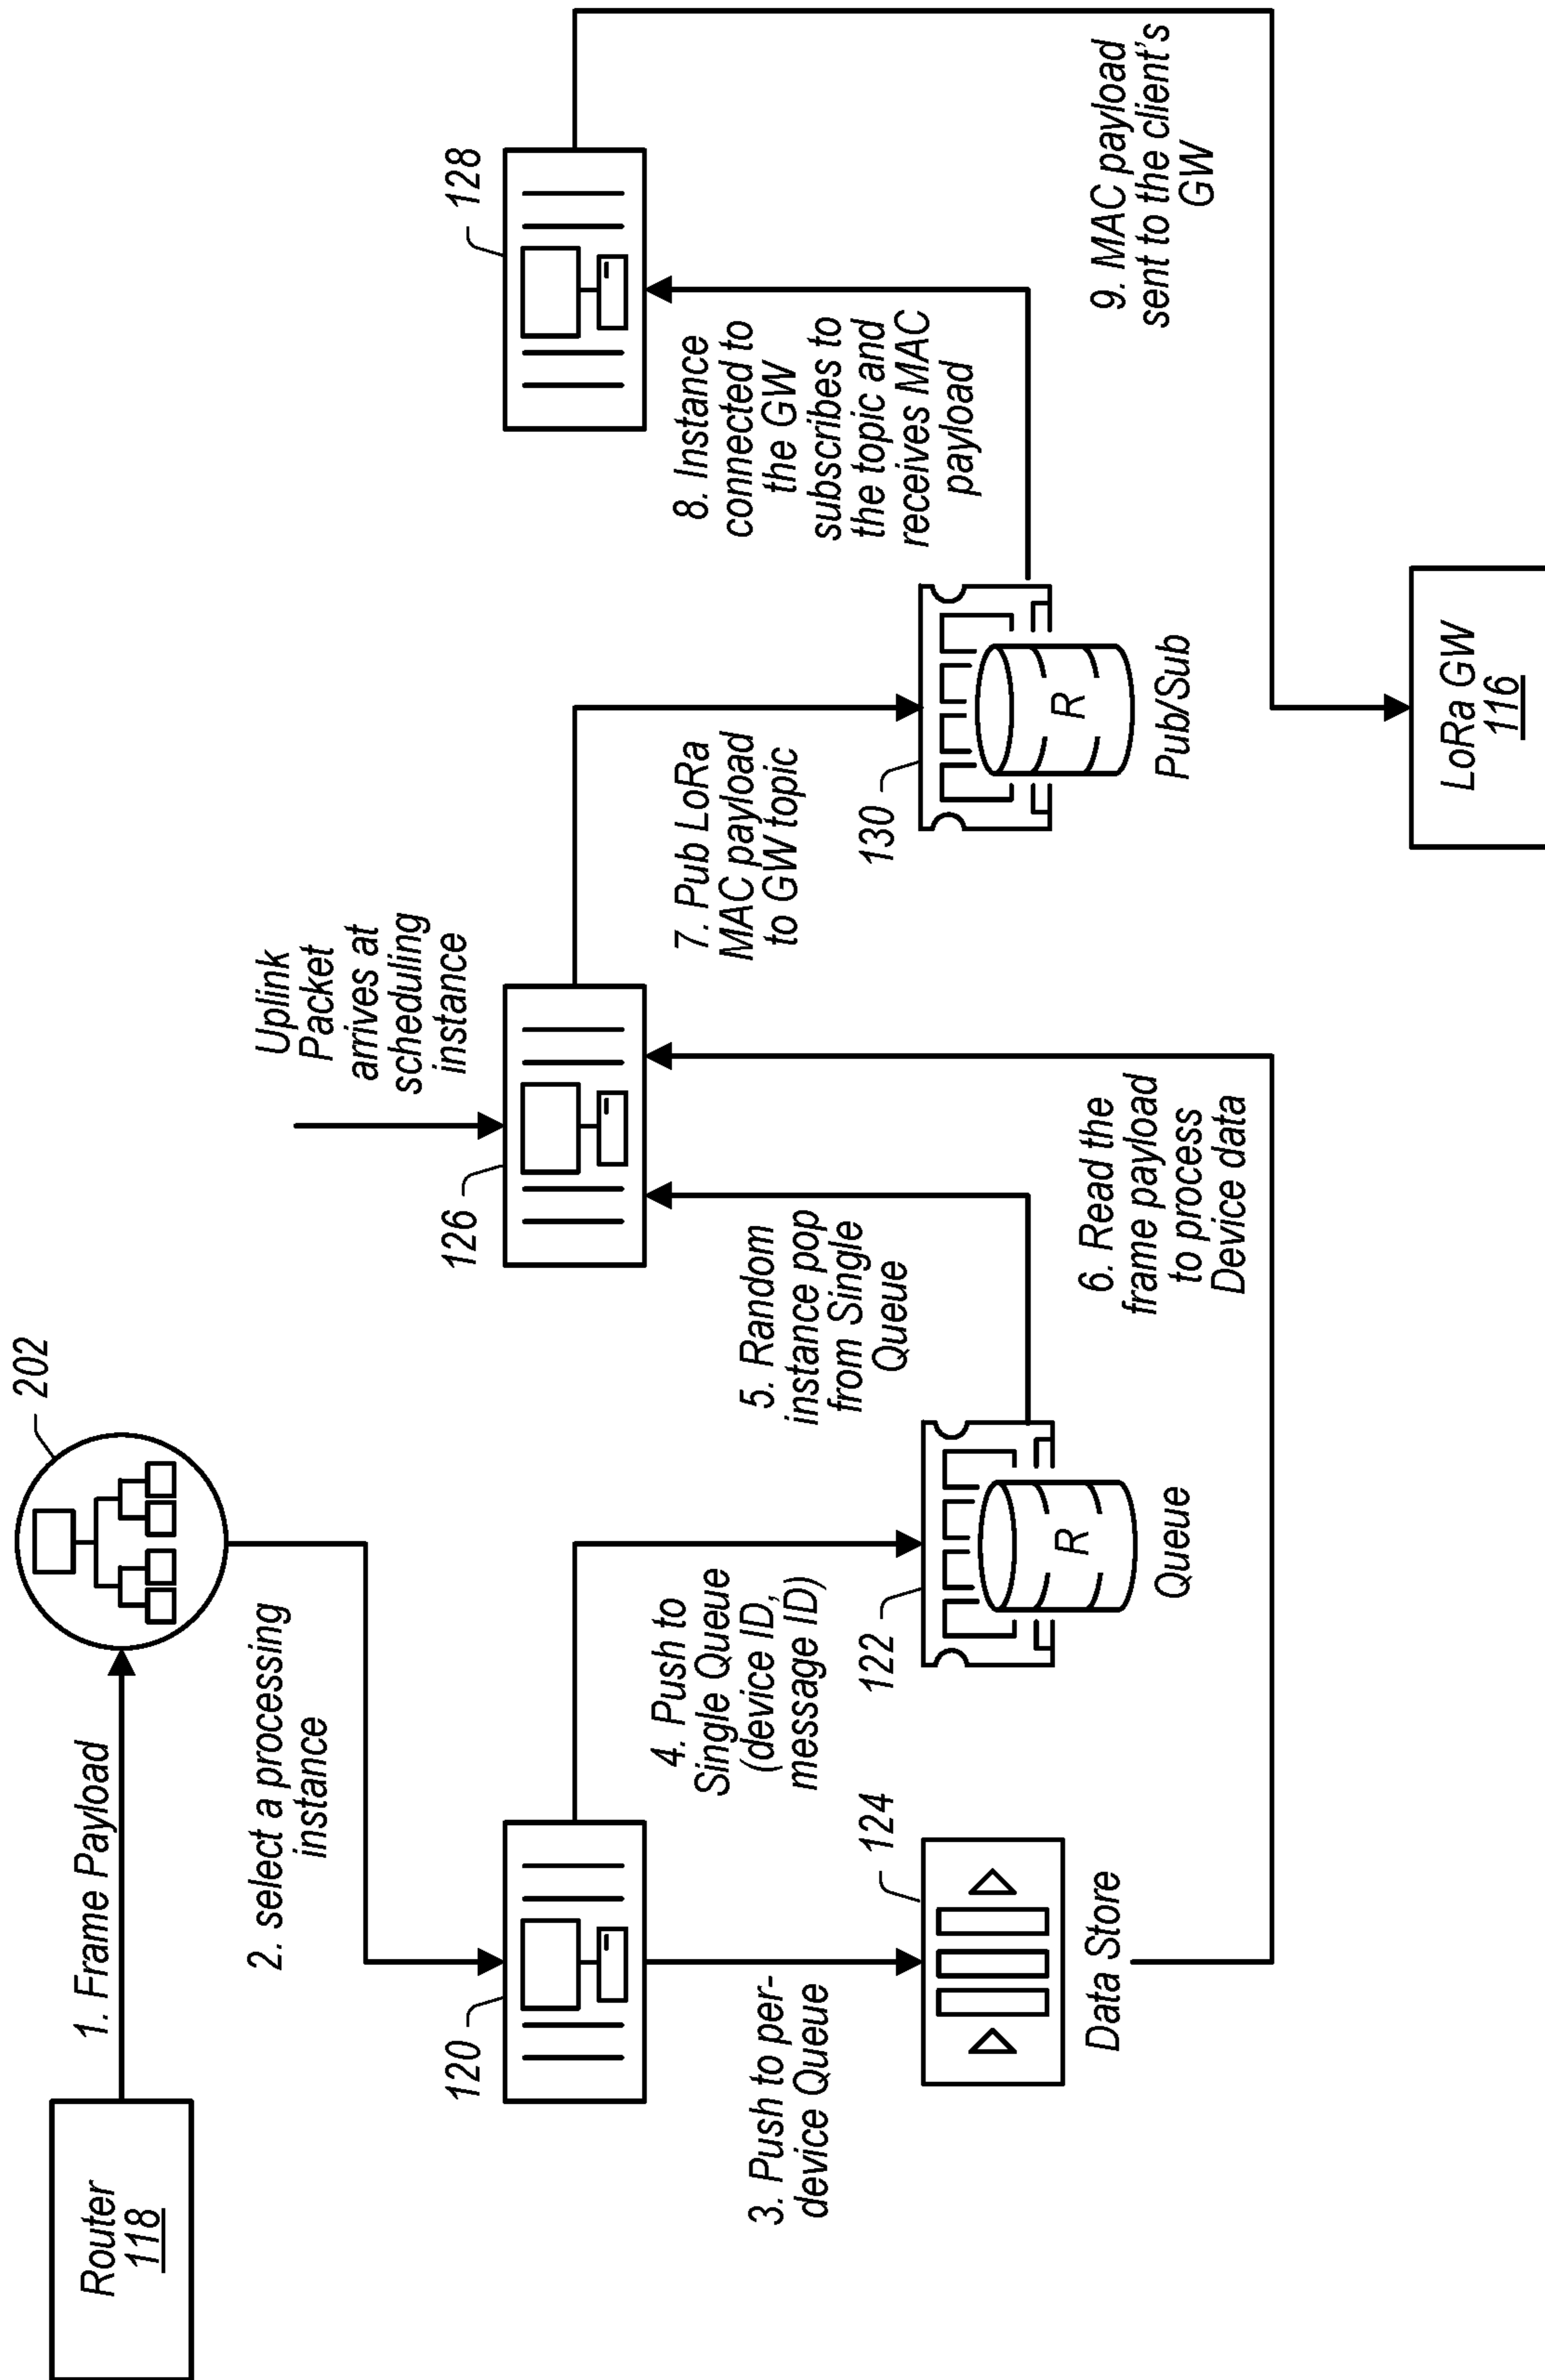 Router
118
1. Frame Payload
202
2. select a processing
instance
120
3. Push to per-
device Queue
124
Data Store
4. Push to
Single Queue
(device ID,
message ID)
122
R
Queue
5. Random
instance pop
from Single
Queue
6. Read the
frame payload
to process
Device data
126
Uplink
Packet
arrives at
scheduling
instance
7. Pub LoRa
MAC payload
to GW topic
130
R
Pub/Sub
8. Instance
connected to
the GW
subscribes to
the topic and
receives MAC
payload
128
9. MAC payload
sent to the client's
GW
LoRa GW
116